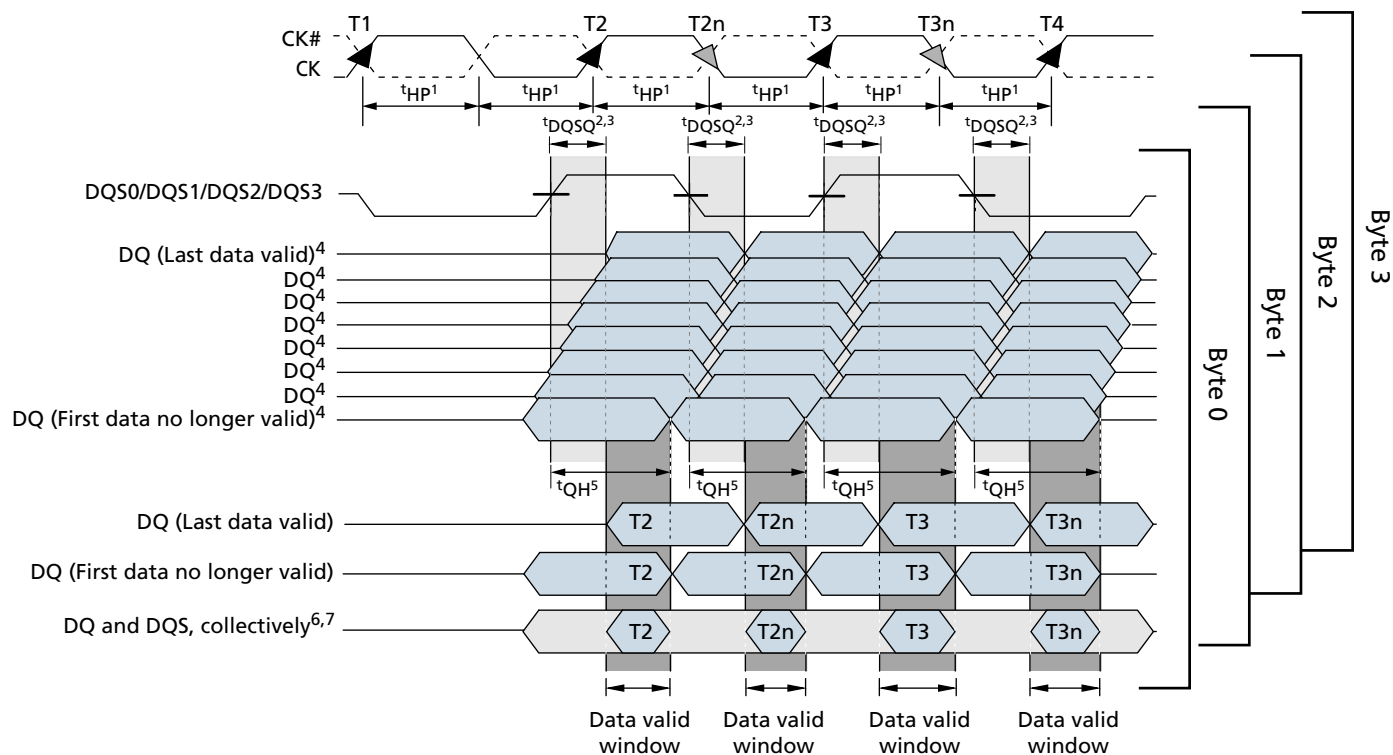 T1 T2 T2n T3 T3n T4
CK#
CK
tHP1 tHP1 tHP1 tHP1 tHP1 tHP1
tDQSQ2,3 tDQSQ2,3 tDQSQ2,3 tDQSQ2,3
DQS0/DQS1/DQS2/DQS3
DQ (Last data valid)4
DQ4
DQ4
DQ4
DQ4
DQ4
DQ4
DQ (First data no longer valid)4
tQH5 tQH5 tQH5 tQH5
DQ (Last data valid) T2 T2n T3 T3n
DQ (First data no longer valid) T2 T2n T3 T3n
DQ and DQS, collectively6,7 T2 T2n T3 T3n
Data valid window
Data valid window
Data valid window
Data valid window
Byte 0
Byte 1
Byte 2
Byte 3